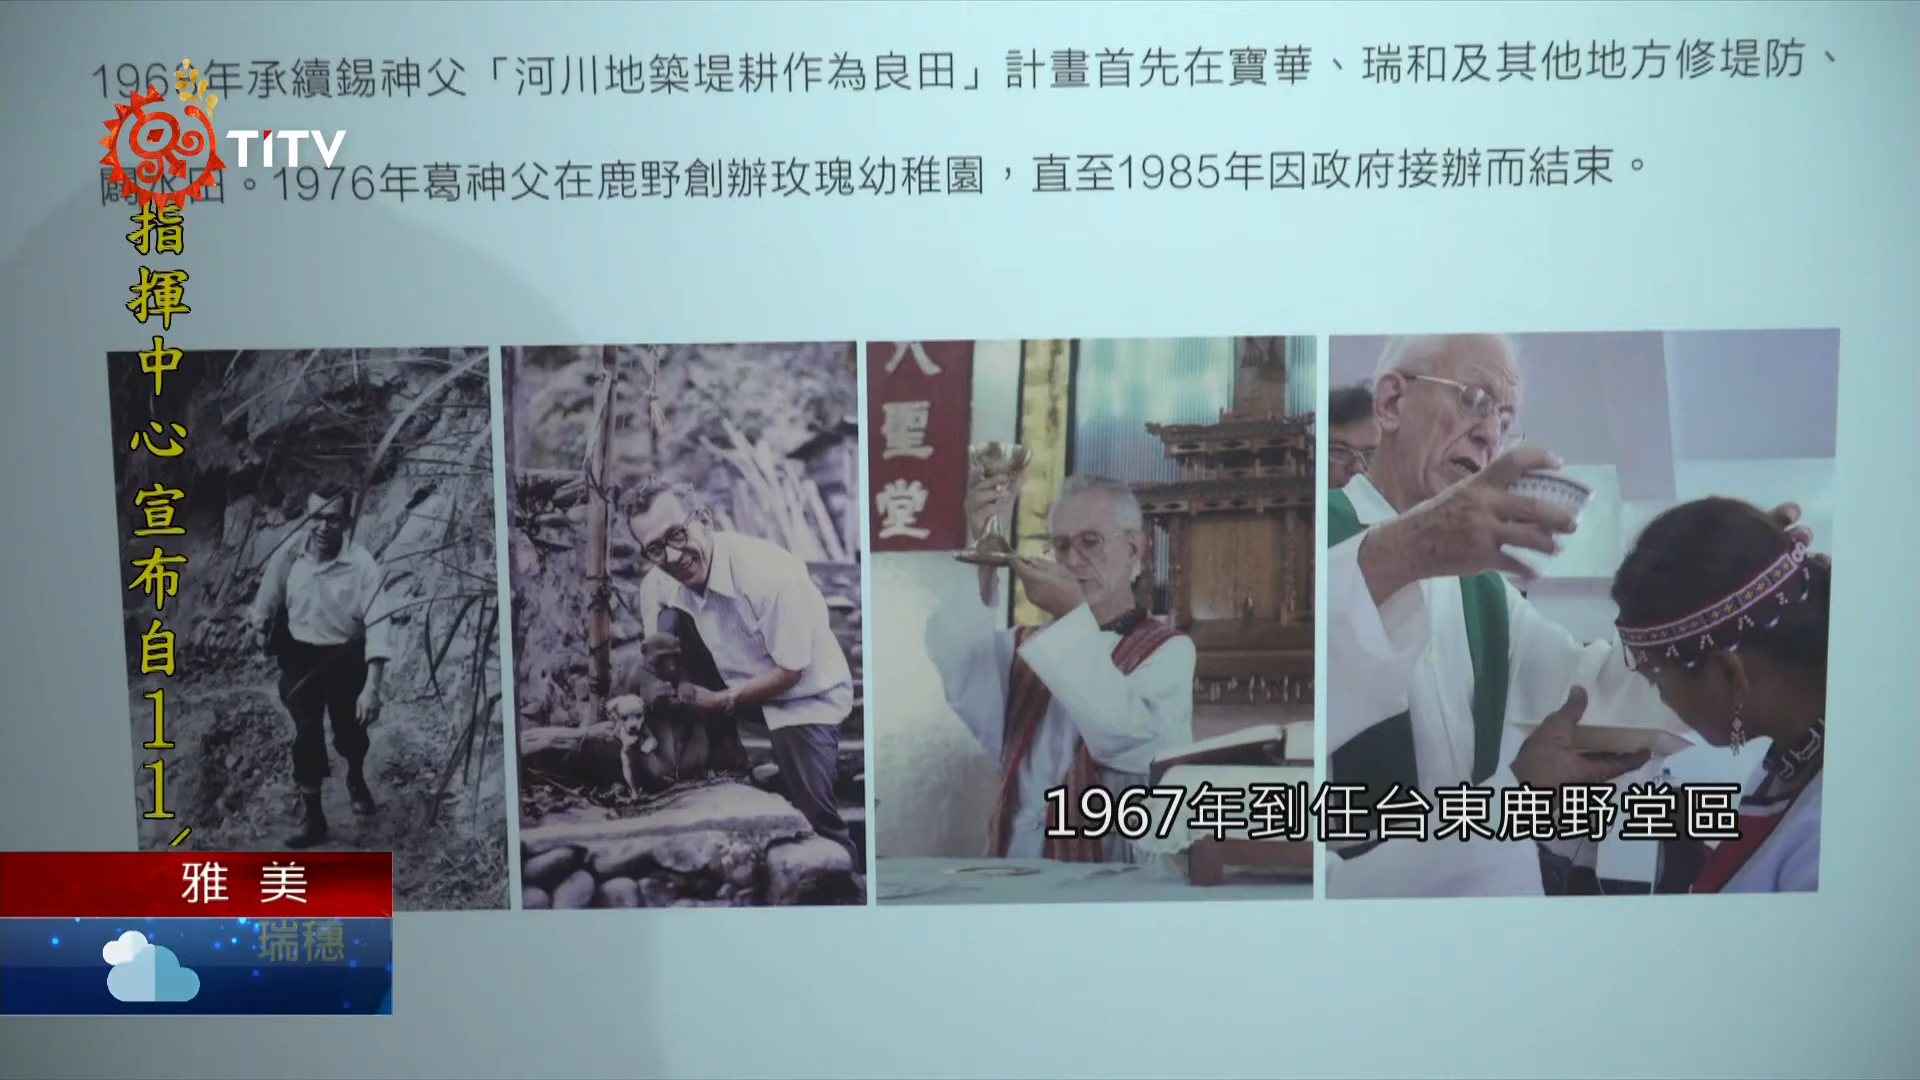 年承續錫神父「河川地築堤耕作為良田」計畫首先在寶華、瑞和及其他地方修堤防、
TITV
。1976年葛神父在鹿野創辦玫瑰幼稚園，直至1985年因政府接辦而結束。
指揮中心宣布自11/
聖堂
1967年到任台東鹿野堂區
雅美
瑞穗